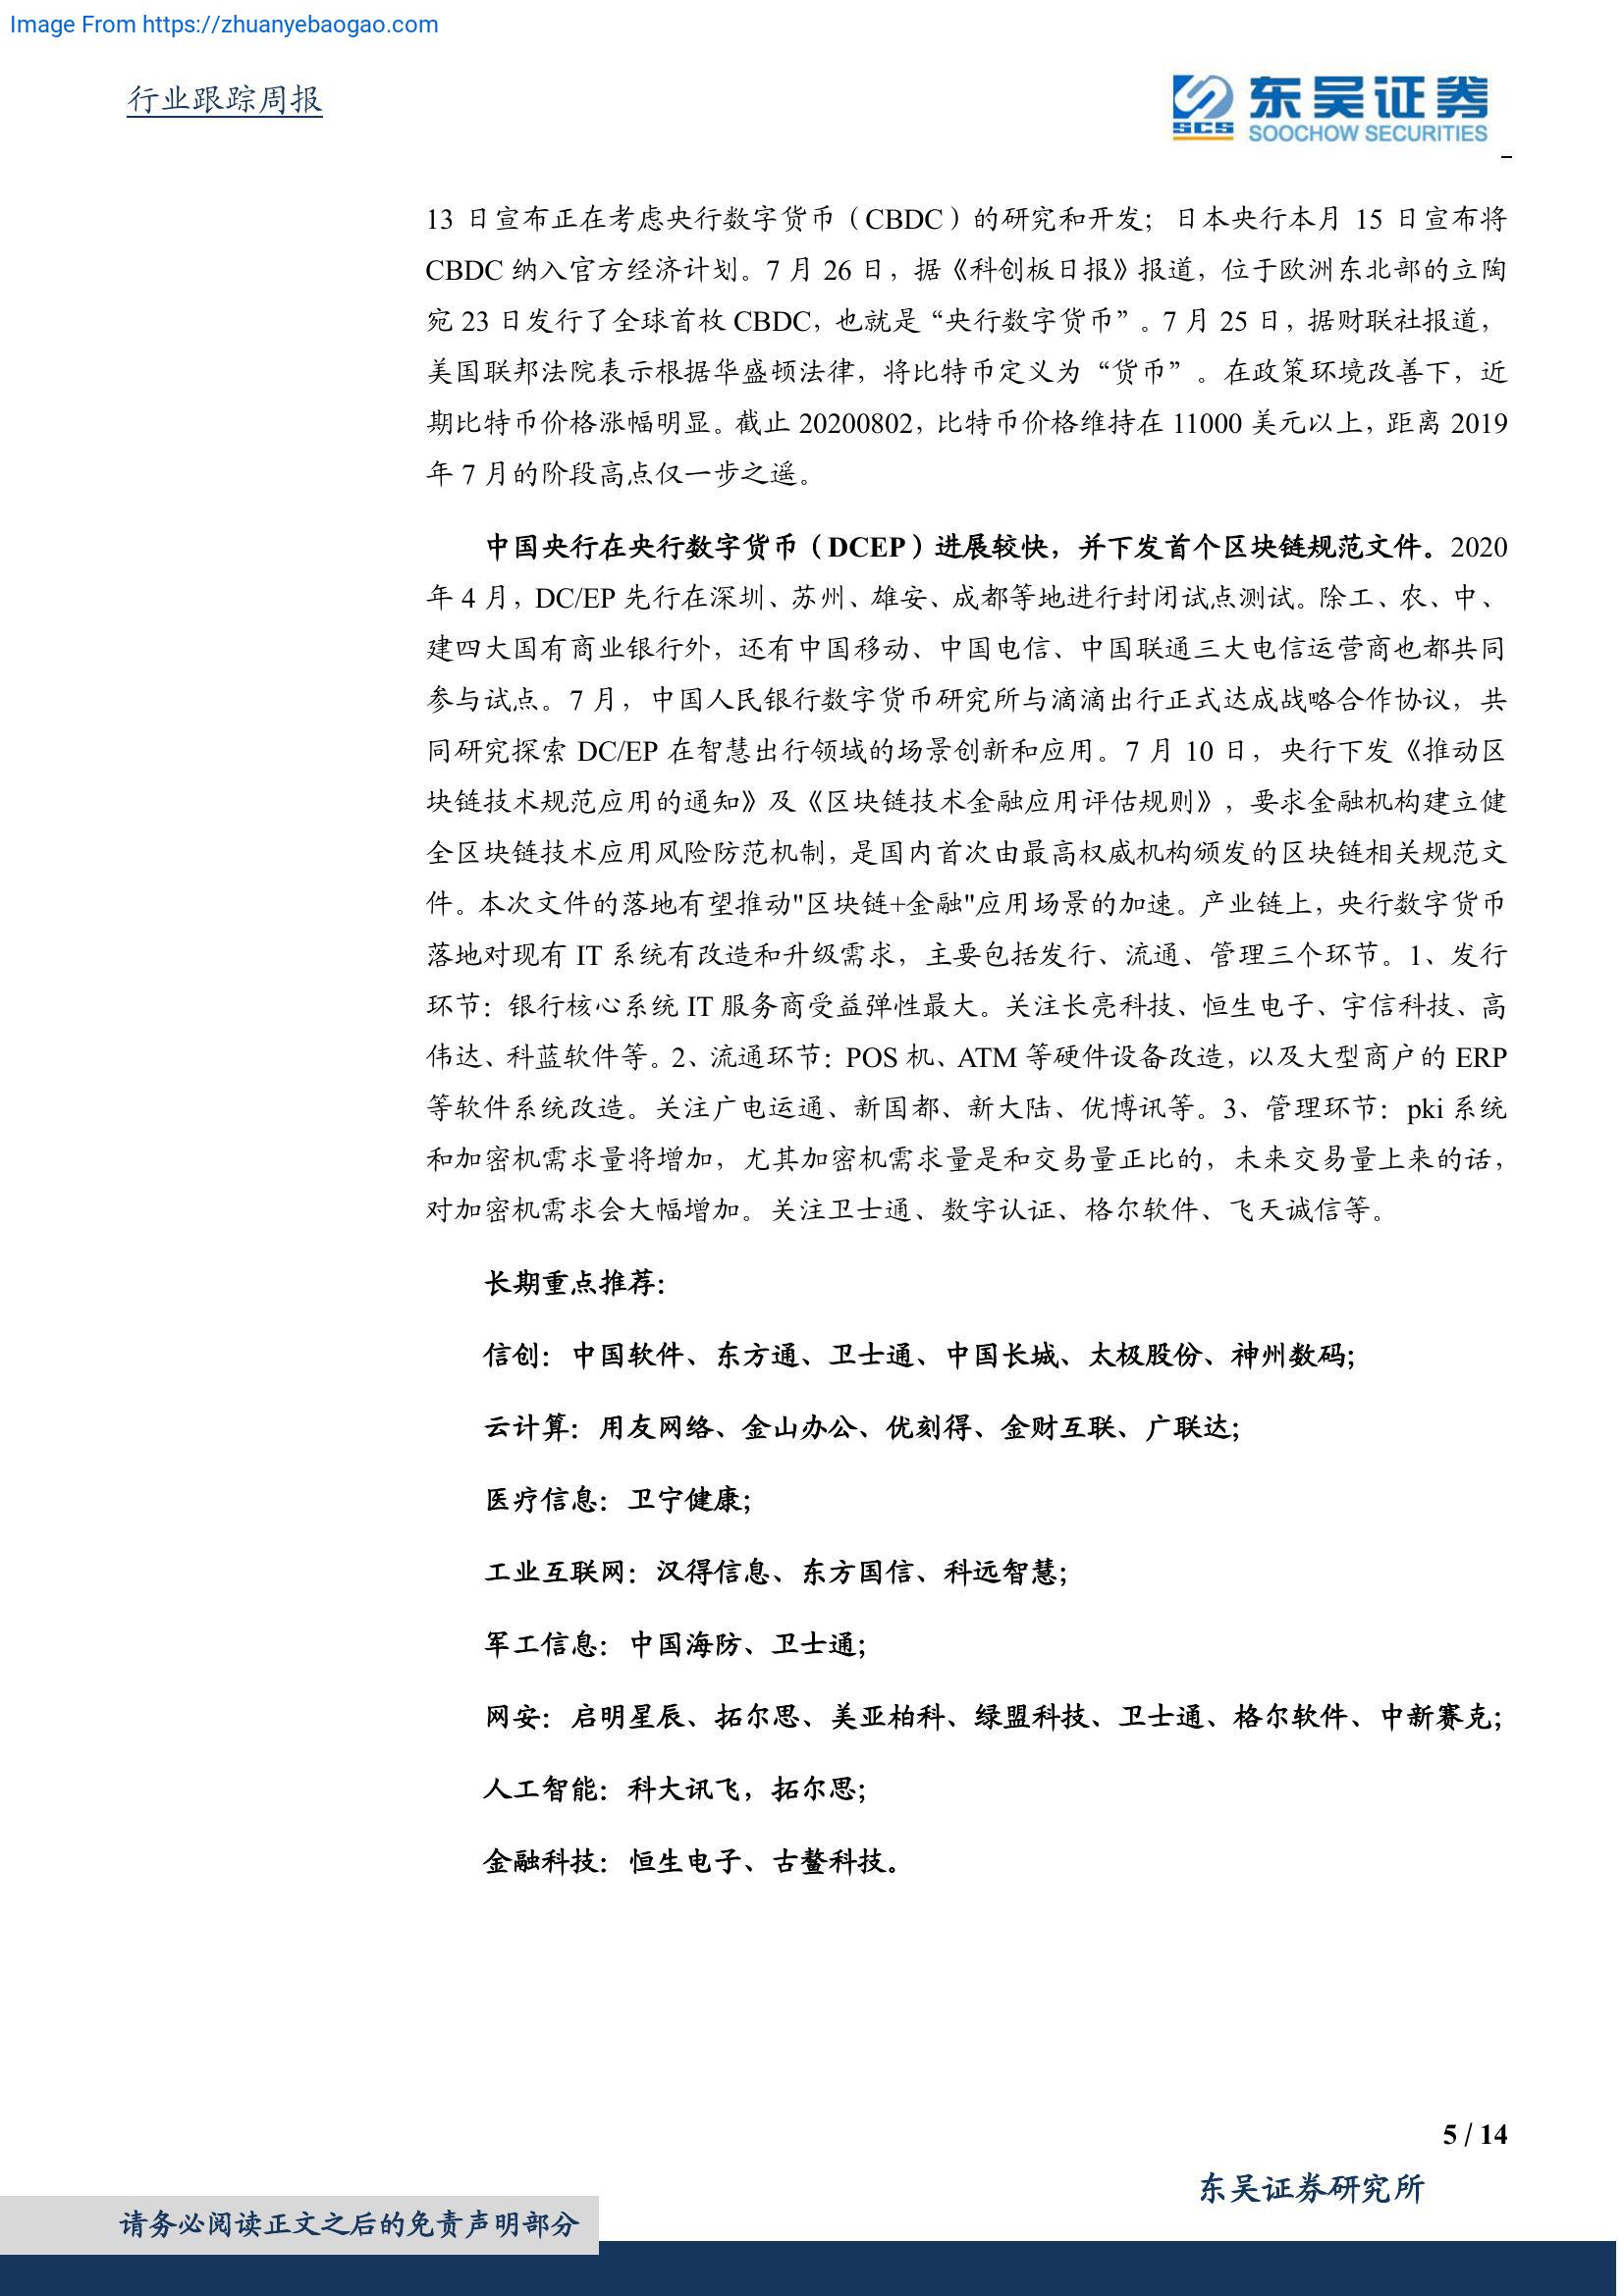 Image From https://zhuanyebaogao.com
行业跟踪周报
SCS
东吴证券
SOOCHOW SECURITIES
13 日宣布正在考虑央行数字货币（CBDC）的研究和开发；日本央行本月 15 日宣布将
CBDC 纳入官方经济计划。7 月 26 日，据《科创板日报》报道，位于欧洲东北部的立陶
宛 23 日发行了全球首枚 CBDC，也就是“央行数字货币”。7 月 25 日，据财联社报道，
美国联邦法院表示根据华盛顿法律，将比特币定义为“货币”。在政策环境改善下，近
期比特币价格涨幅明显。截止 20200802，比特币价格维持在 11000 美元以上，距离 2019
年 7 月的阶段高点仅一步之遥。
中国央行在央行数字货币（DCEP）进展较快，并下发首个区块链规范文件。2020
年 4 月，DC/EP 先行在深圳、苏州、雄安、成都等地进行封闭试点测试。除工、农、中、
建四大国有商业银行外，还有中国移动、中国电信、中国联通三大电信运营商也都共同
参与试点。7 月，中国人民银行数字货币研究所与滴滴出行正式达成战略合作协议，共
同研究探索 DC/EP 在智慧出行领域的场景创新和应用。7 月 10 日，央行下发《推动区
块链技术规范应用的通知》及《区块链技术金融应用评估规则》，要求金融机构建立健
全区块链技术应用风险防范机制，是国内首次由最高权威机构颁发的区块链相关规范文
件。本次文件的落地有望推动"区块链+金融"应用场景的加速。产业链上，央行数字货币
落地对现有 IT 系统有改造和升级需求，主要包括发行、流通、管理三个环节。1、发行
环节：银行核心系统 IT 服务商受益弹性最大。关注长亮科技、恒生电子、宇信科技、高
伟达、科蓝软件等。2、流通环节：POS 机、ATM 等硬件设备改造，以及大型商户的 ERP
等软件系统改造。关注广电运通、新国都、新大陆、优博讯等。3、管理环节：pki 系统
和加密机需求量将增加，尤其加密机需求量是和交易量正比的，未来交易量上来的话，
对加密机需求会大幅增加。关注卫士通、数字认证、格尔软件、飞天诚信等。
长期重点推荐：
信创：中国软件、东方通、卫士通、中国长城、太极股份、神州数码；
云计算：用友网络、金山办公、优刻得、金财互联、广联达；
医疗信息：卫宁健康；
工业互联网：汉得信息、东方国信、科远智慧；
军工信息：中国海防、卫士通；
网安：启明星辰、拓尔思、美亚柏科、绿盟科技、卫士通、格尔软件、中新赛克；
人工智能：科大讯飞，拓尔思；
金融科技：恒生电子、古鳌科技。
5 / 14
东吴证券研究所
请务必阅读正文之后的免责声明部分